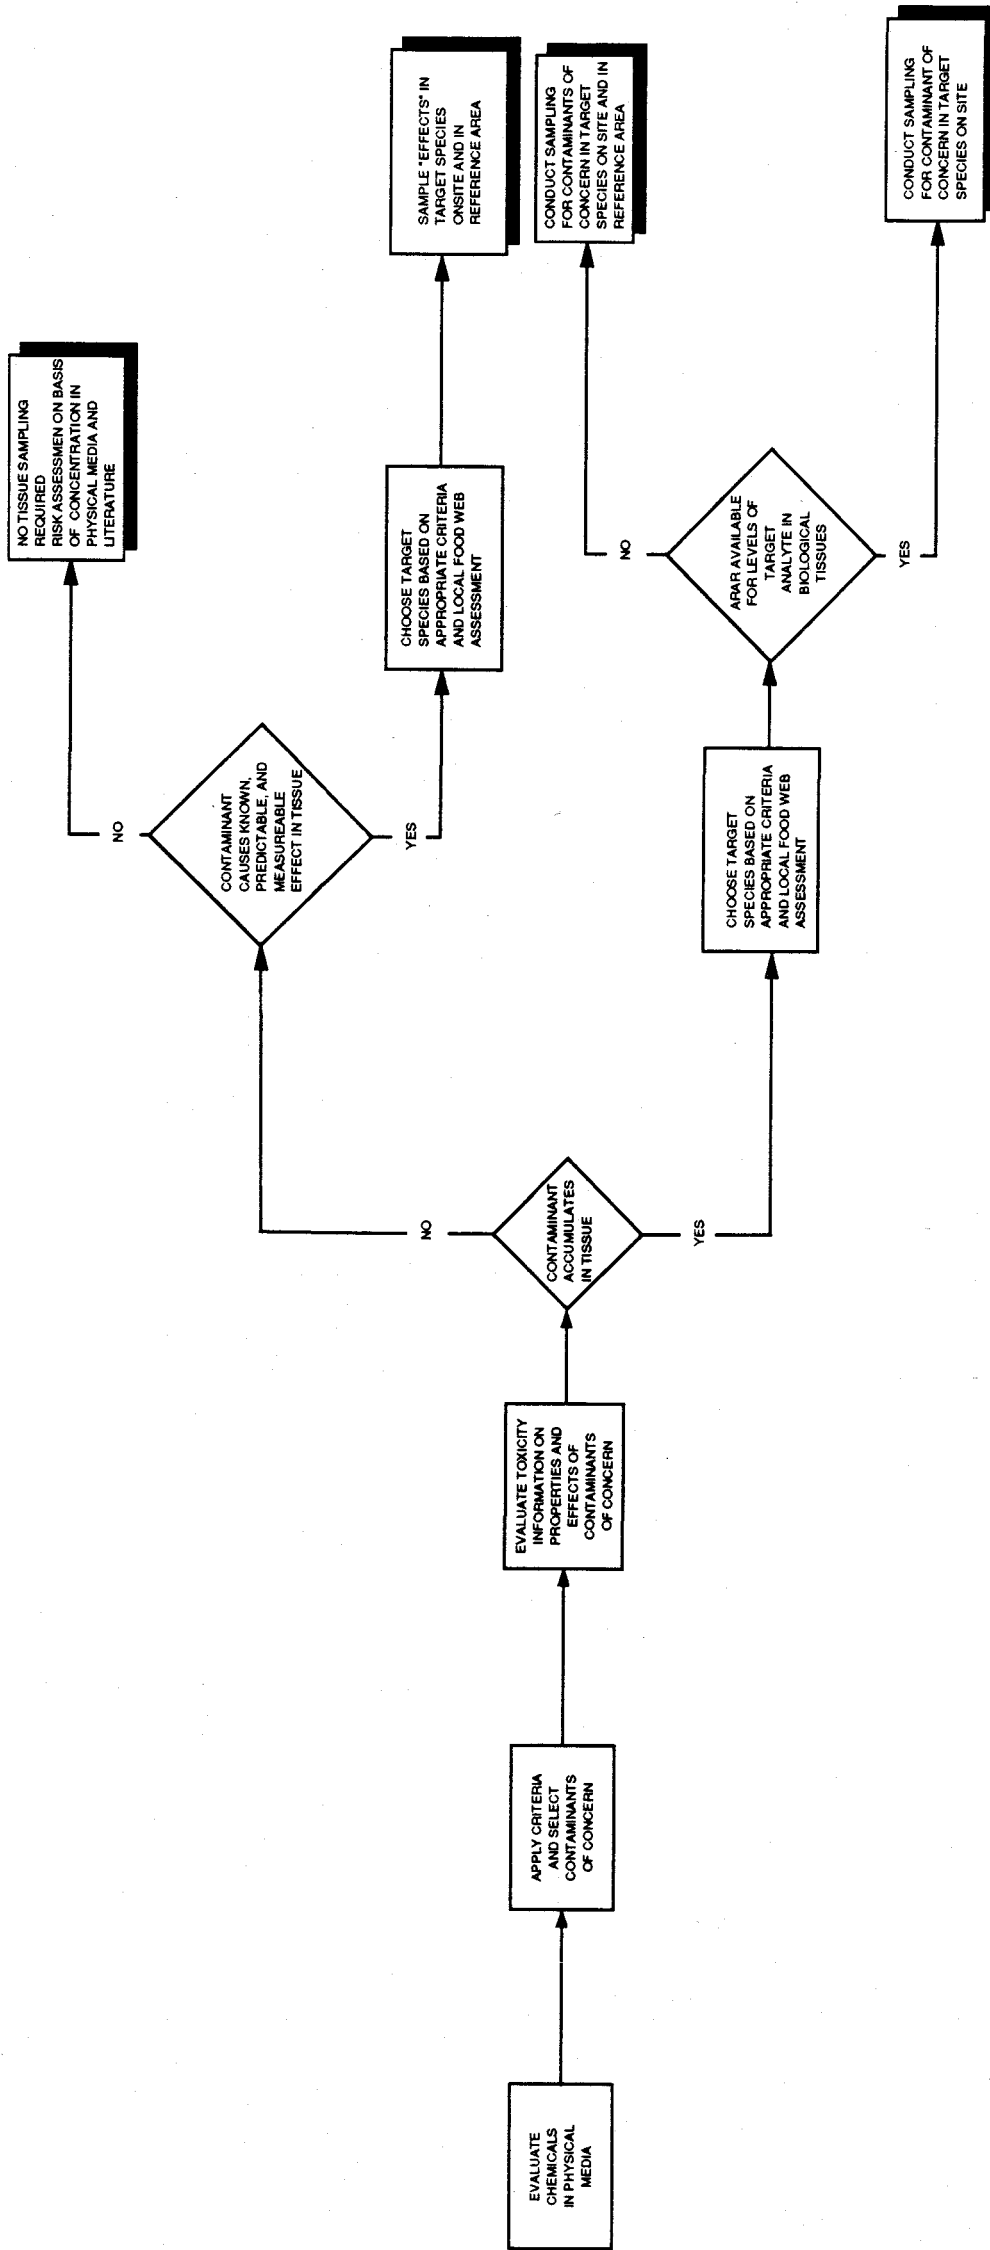 EVALUATE
CHEMICALS
IN PHYSICAL
MEDIA
APPLY CRITERIA
AND SELECT
CONTAMINANTS
OF CONCERN
EVALUATE TOXICITY
INFORMATION ON
PROPERTIES AND
EFFECTS OF
CONTAMINANTS
OF CONCERN
CONTAMINANT
ACCUMULATES
IN TISSUE
NO
YES
CONTAMINANT
CAUSES KNOWN,
PREDICTABLE, AND
MEASUREABLE
EFFECT IN TISSUE
NO
YES
NO TISSUE SAMPLING
REQUIRED
RISK ASSESSMEN ON BASIS
OF CONCENTRATION IN
PHYSICAL MEDIA AND
LITERATURE
CHOOSE TARGET
SPECIES BASED ON
APPROPRIATE CRITERIA
AND LOCAL FOOD WEB
ASSESSMENT
SAMPLE "EFFECTS" IN
TARGET SPECIES
ONSITE AND IN
REFERENCE AREA
CHOOSE TARGET
SPECIES BASED ON
APPROPRIATE CRITERIA
AND LOCAL FOOD WEB
ASSESSMENT
ARAR AVAILABLE
FOR LEVELS OF
TARGET
ANALYTE IN
BIOLOGICAL
TISSUES
NO
YES
CONDUCT SAMPLING
FOR CONTAMINANTS OF
CONCERN IN TARGET
SPECIES ON SITE AND IN
REFERENCE AREA
CONDUCT SAMPLING
FOR CONTAMINANT OF
CONCERN IN TARGET
SPECIES ON SITE